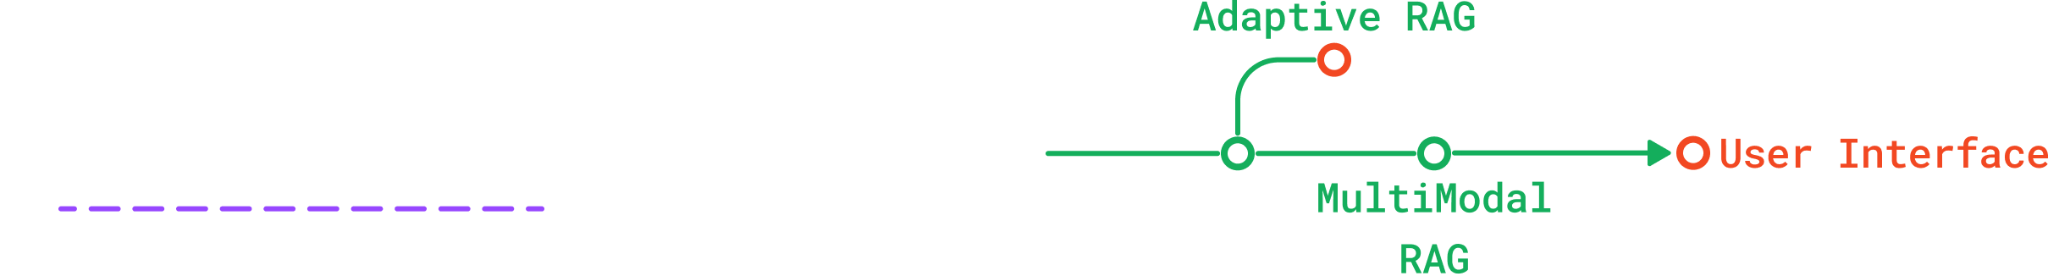 Adaptive RAG
User Interface
MultiModal
RAG